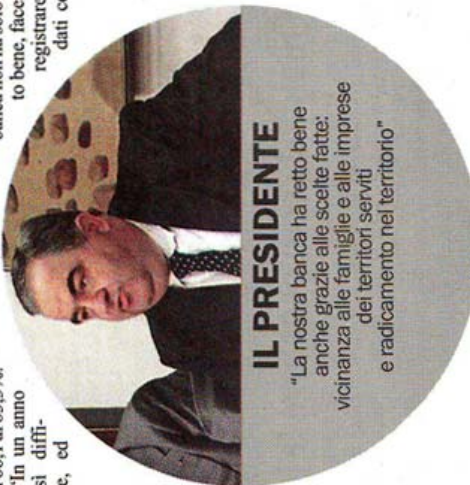 to bene, face
registrare
dati co
"In un anno
si diffi-
e, ed
IL PRESIDENTE
"La nostra banca ha retto bene
anche grazie alle scelte fatte:
vicinanza alle famiglie e alle imprese
dei territori serviti
e radicamento nel territorio"